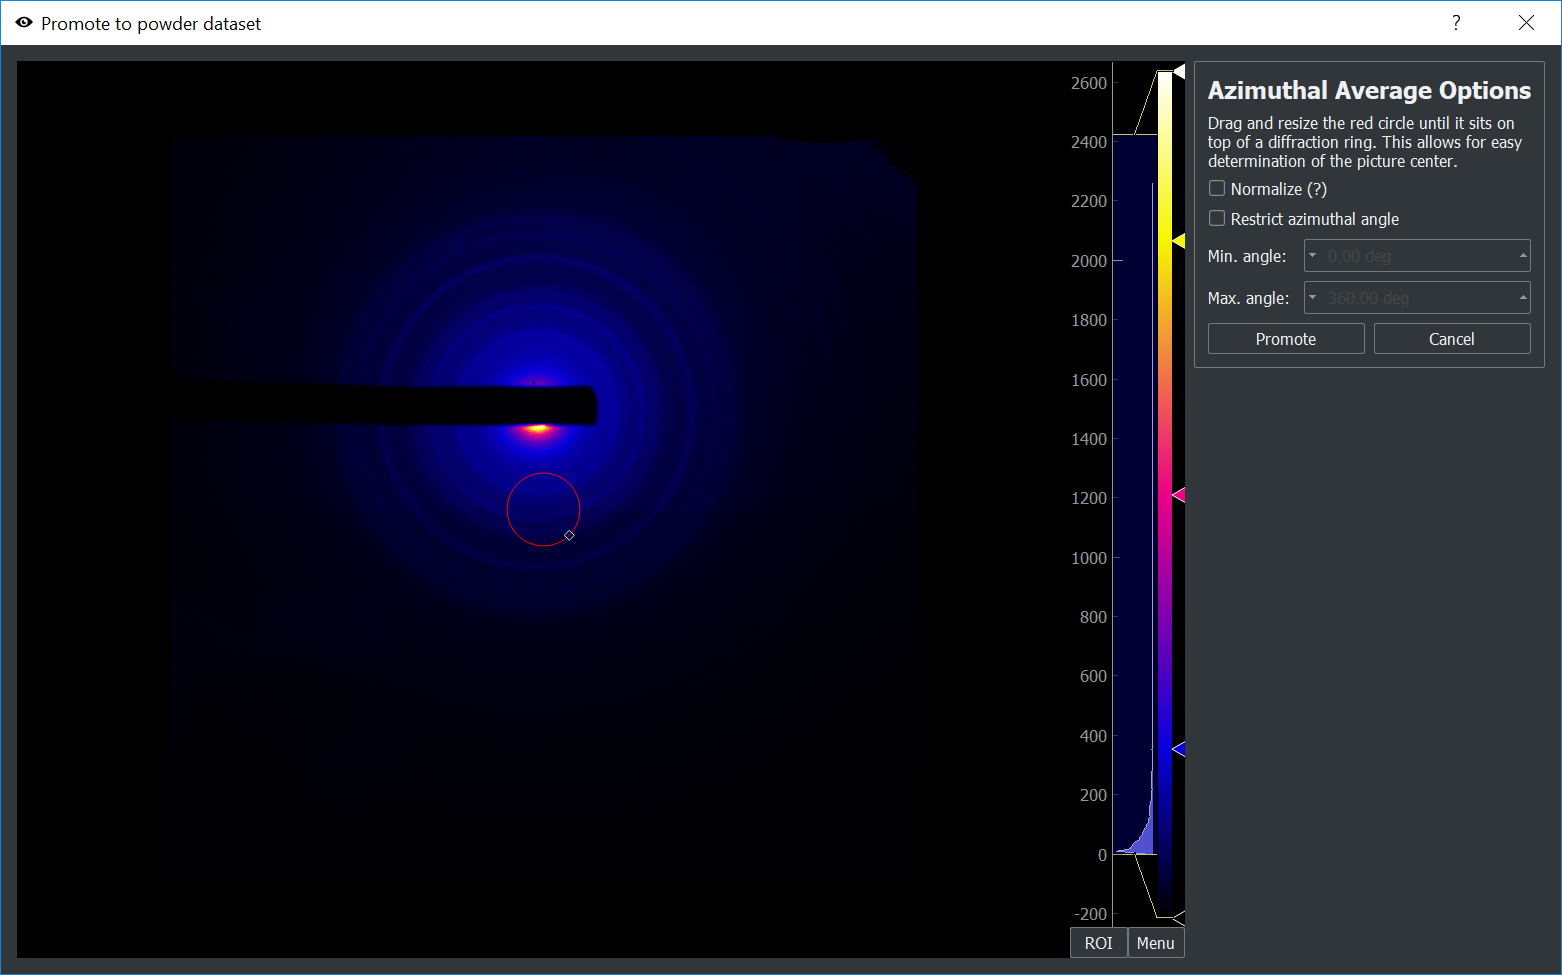 Promote to powder dataset
?
2600
2400
2200
2000
1800
1600
1400
1200
1000
800
600
400
200
0
-200
ROI
Menu
Azimuthal Average Options
Drag and resize the red circle until it sits on
top of a diffraction ring. This allows for easy
determination of the picture center.
Normalize (?)
Restrict azimuthal angle
Min. angle: 0.00 deg
Max. angle: 360.00 deg
Promote
Cancel